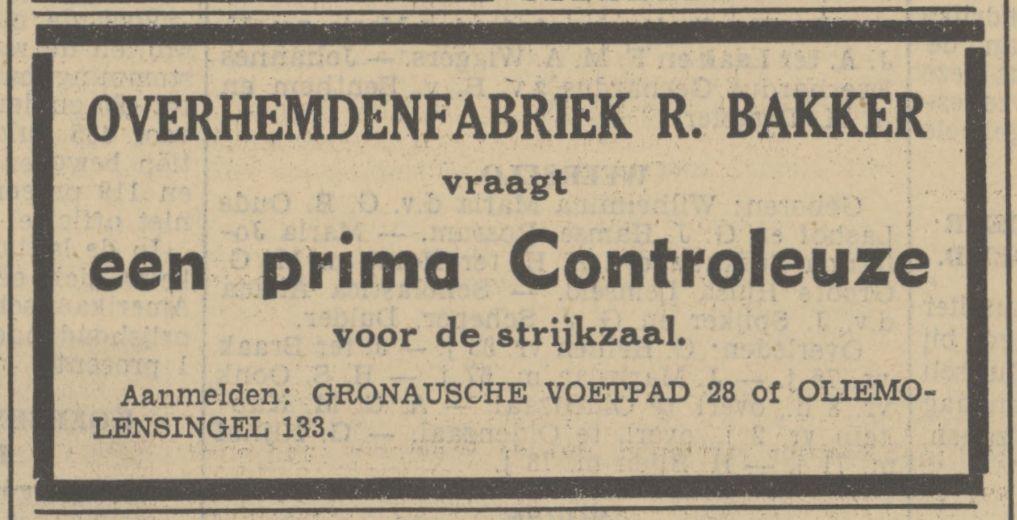 OVERHEMDENFABRIEK R. BAKKER
vraagt
een prima Controleuze
voor de strijkzaal.
Aanmelden: GRONAUSCHE VOETPAD 28 of OLIEMO-
LENSINGEL 133.